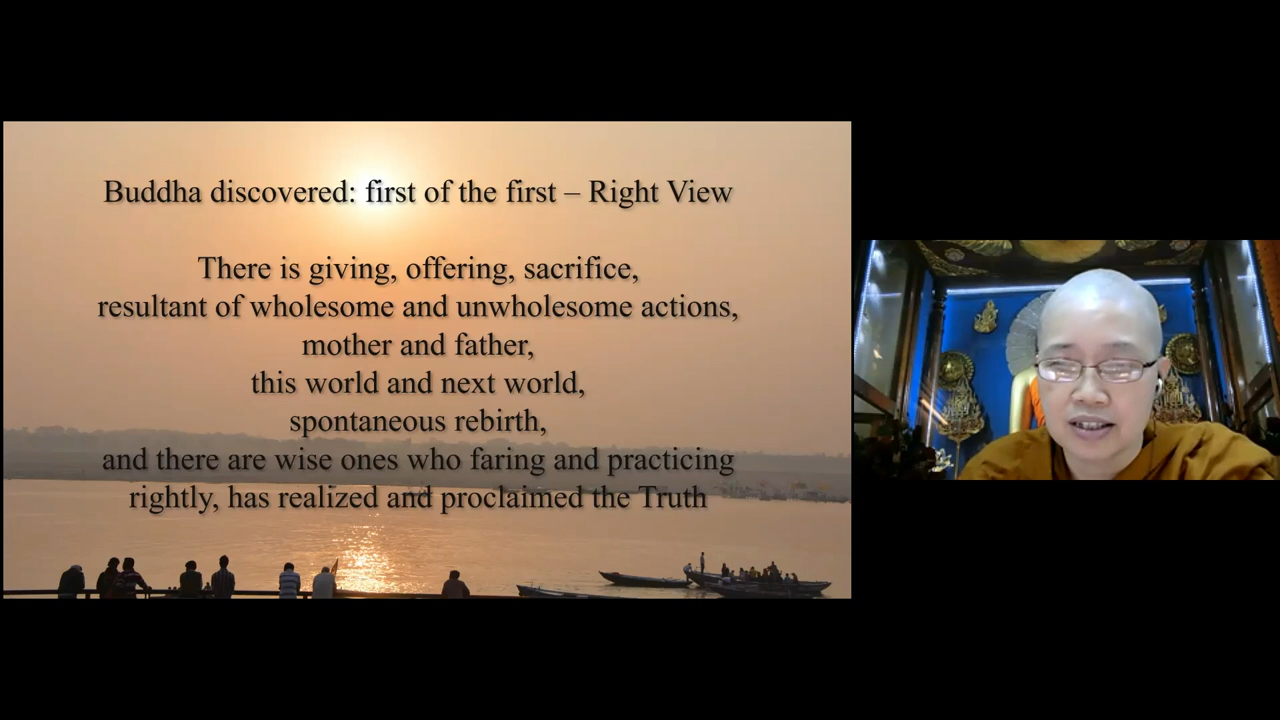 Buddha discovered: first of the first – Right View
There is giving, offering, sacrifice,
resultant of wholesome and unwholesome actions,
mother and father,
this world and next world,
spontaneous rebirth,
and there are wise ones who faring and practicing
rightly, has realized and proclaimed the Truth